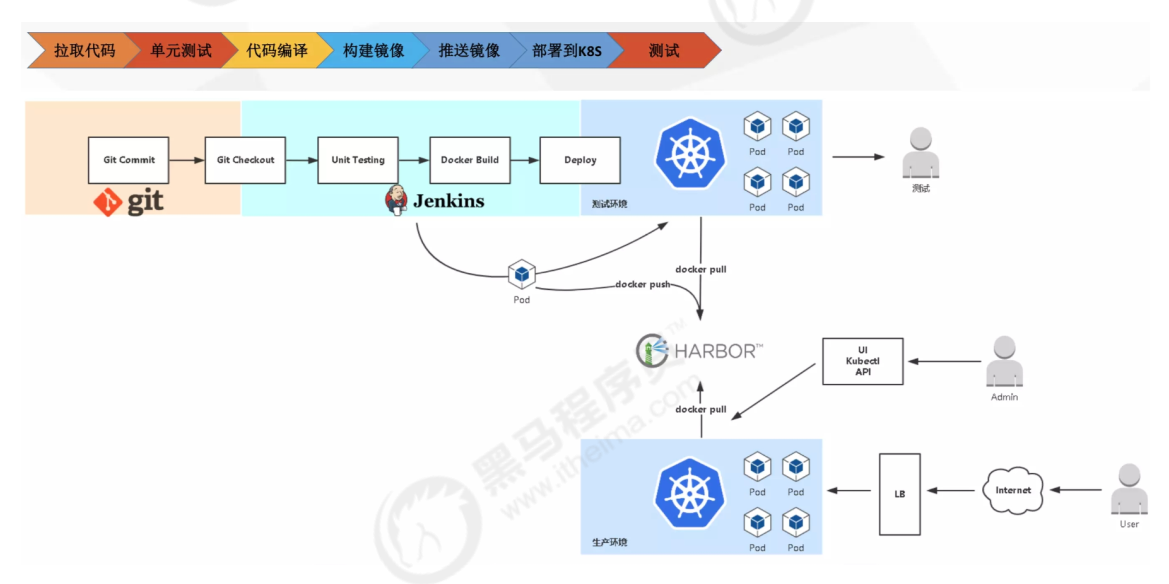 拉取代码
单元测试
代码编译
构建镜像
推送镜像
部署到K8S
测试
Git Commit
Git Checkout
Unit Testing
Docker Build
Deploy
git
Jenkins
测试环境
Pod
Pod
Pod
Pod
测试
Pod
docker pull
docker push
HARBOR™
UI
Kubectl
API
Admin
docker pull
黑马程序员™
www.itheima.com
生产环境
Pod
Pod
Pod
Pod
LB
Internet
User